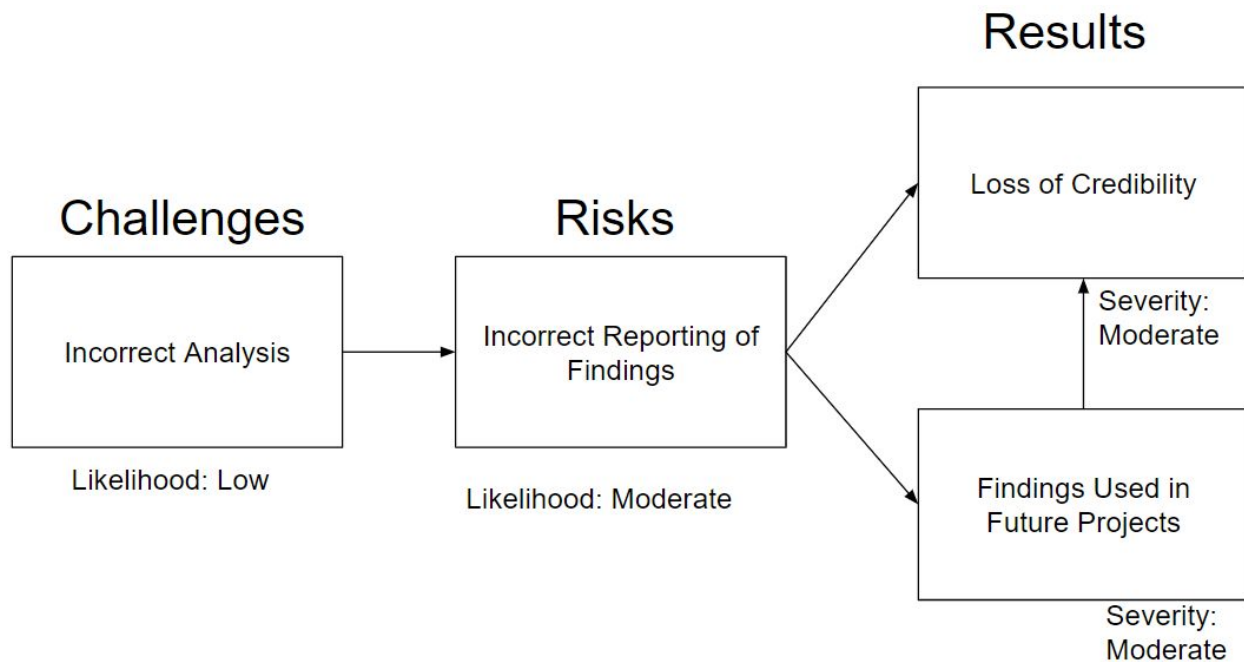 Results
Loss of Credibility
Severity:
Moderate
Challenges
Incorrect Analysis
Likelihood: Low
Risks
Incorrect Reporting of
Findings
Likelihood: Moderate
Findings Used in
Future Projects
Severity:
Moderate